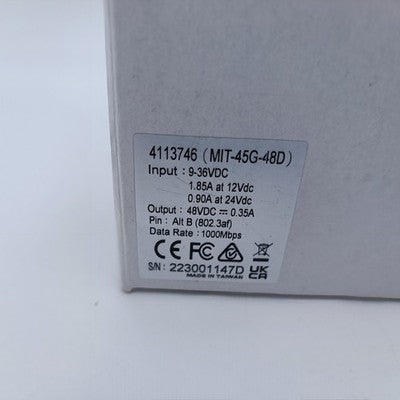 4113746 (MIT-45G-48D)
Input : 9-36VDC
1.85A at 12Vdc
0.90A at 24Vdc
Output : 48VDC ⎓ 0.35A
Pin : Alt B (802.3af)
Data Rate : 1000Mbps
CE FC
S/N: 223001147D UK CA
MADE IN TAIWAN